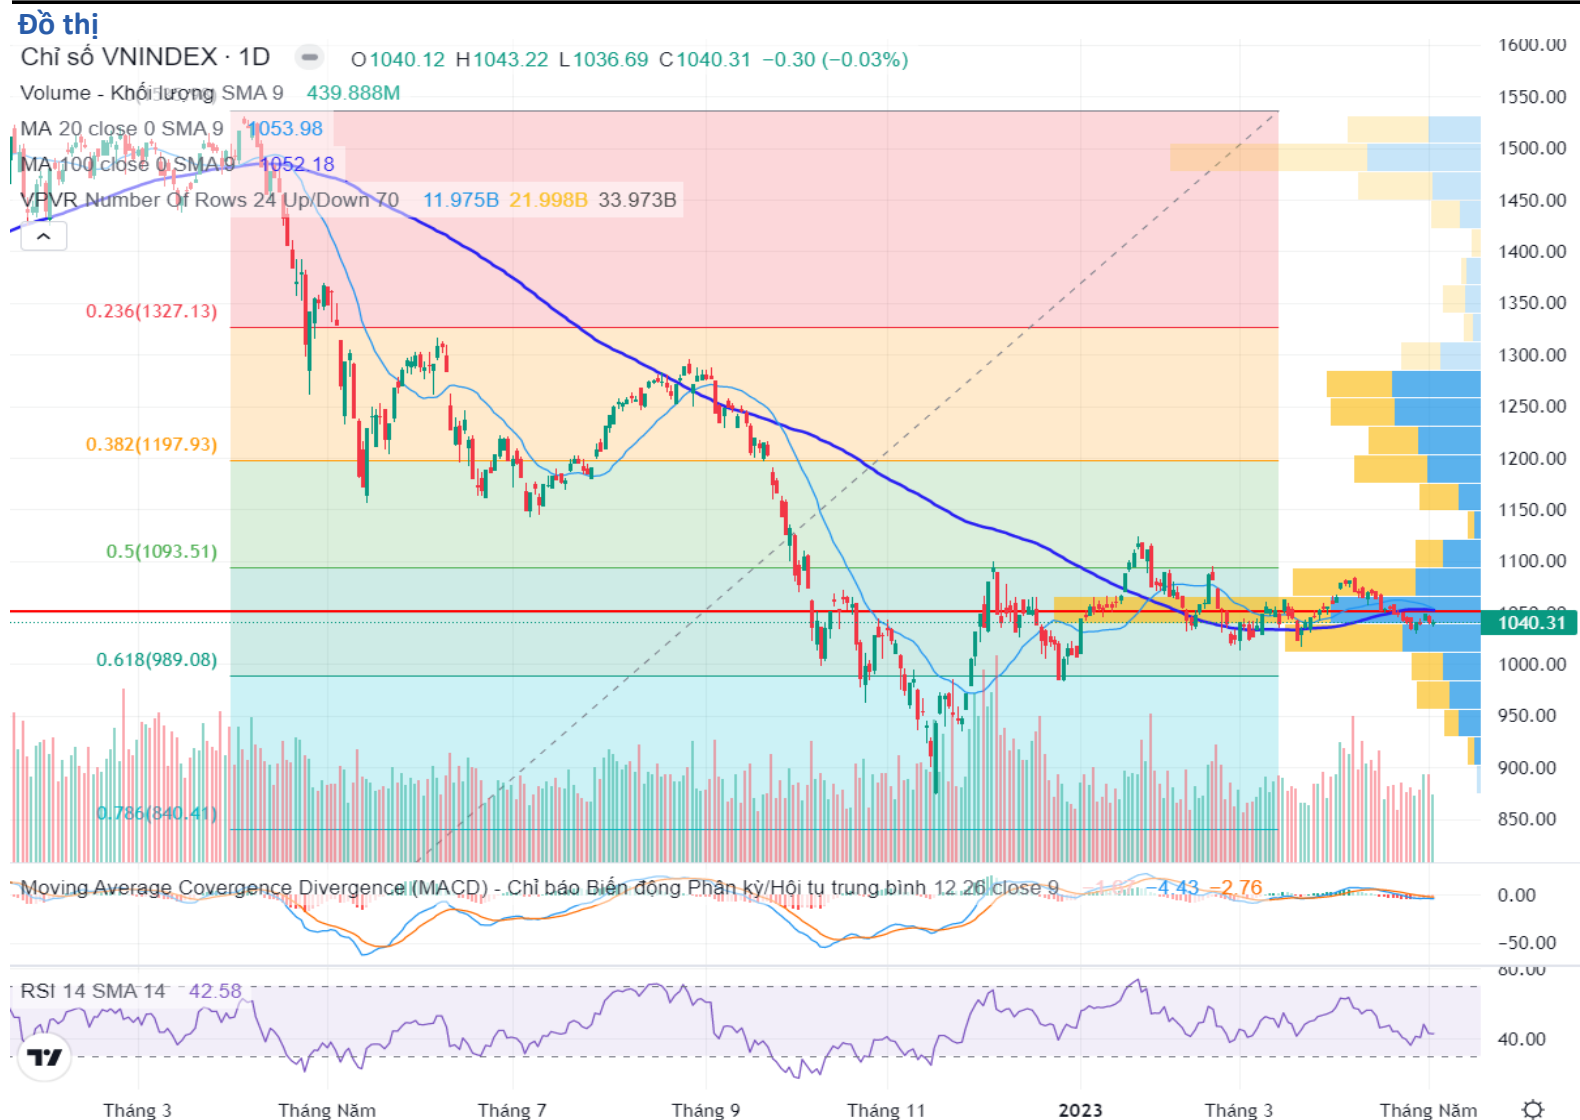 Đồ thị
Chỉ số VNINDEX · 1D O1040.12 H1043.22 L1036.69 C1040.31 −0.30 (−0.03%)
Volume - Khối lượng SMA 9 439.888M
MA 20 close 0 SMA 9 1053.98
MA 100 close 0 SMA 9 1052.18
VPVR Number Of Rows 24 Up/Down 70 11.975B 21.998B 33.973B
0.236(1327.13)
0.382(1197.93)
0.5(1093.51)
0.618(989.08)
0.786(840.41)
1600.00
1550.00
1500.00
1450.00
1400.00
1350.00
1300.00
1250.00
1200.00
1150.00
1100.00
1050.00
1040.31
1000.00
950.00
900.00
850.00
Moving Average Covergence Divergence (MACD) - Chỉ báo Biến động Phân kỳ/Hội tụ trung bình 12 26 close 9 −4.43 −2.76
0.00
−50.00
RSI 14 SMA 14 42.58
80.00
40.00
Tháng 3 Tháng Năm Tháng 7 Tháng 9 Tháng 11 2023 Tháng 3 Tháng Năm